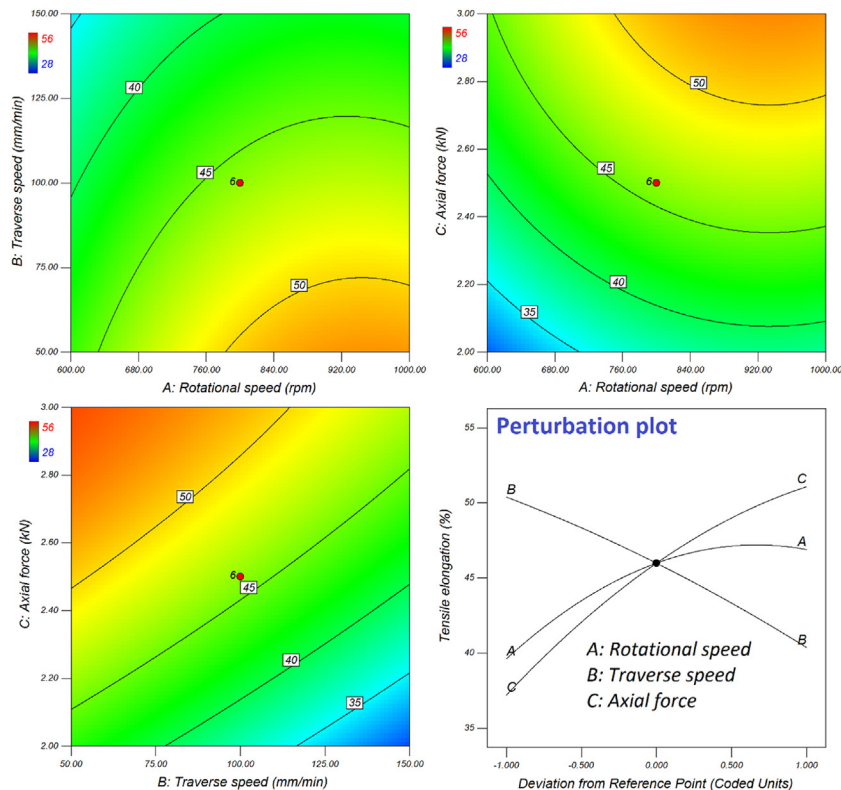 150.00
125.00
100.00
75.00
50.00
B: Traverse speed (mm/min)
56
28
40
45
50
6
600.00 680.00 760.00 840.00 920.00 1000.00
A: Rotational speed (rpm)
3.00
2.80
2.60
2.40
2.20
2.00
C: Axial force (kN)
56
28
50
45
40
35
6
600.00 760.00 840.00 920.00 1000.00
A: Rotational speed (rpm)
3.00
2.80
2.60
2.40
2.20
2.00
C: Axial force (kN)
56
28
50
45
40
35
6
50.00 75.00 100.00 125.00 150.00
B: Traverse speed (mm/min)
Perturbation plot
55
50
45
40
35
Tensile elongation (%)
B
C
A
A
B
C
A: Rotational speed
B: Traverse speed
C: Axial force
-1.000 -0.500 0.000 0.500 1.000
Deviation from Reference Point (Coded Units)